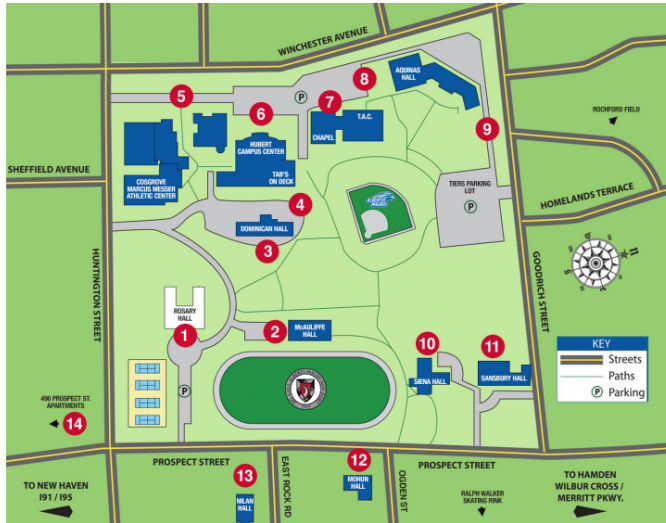 WINCHESTER AVENUE
8
AQUINAS
HALL
5
P
7
6
T.A.C.
CHAPEL
9
ROCHFORD FIELD
HUBERT
CAMPUS CENTER
TAB'S
ON DECK
SHEFFIELD AVENUE
COSGROVE
MARCUS MESSER
ATHLETIC CENTER
TIERS PARKING
LOT
P
HOMELANDS TERRACE
4
DOMINICAN HALL
3
HUNTINGTON STREET
GOODRICH STREET
ROSARY
HALL
1
2
McAULIFFE
HALL
10
11
SIENA HALL
SANSBURY HALL
KEY
Streets
Paths
P Parking
P
490 PROSPECT ST.
APARTMENTS
14
PROSPECT STREET
EAST ROCK RD
12
MOHUN
HALL
OGDEN ST
PROSPECT STREET
13
NILAN
HALL
TO NEW HAVEN
I91 / I95
RALPH WALKER
SKATING RINK
TO HAMDEN
WILBUR CROSS /
MERRITT PKWY.